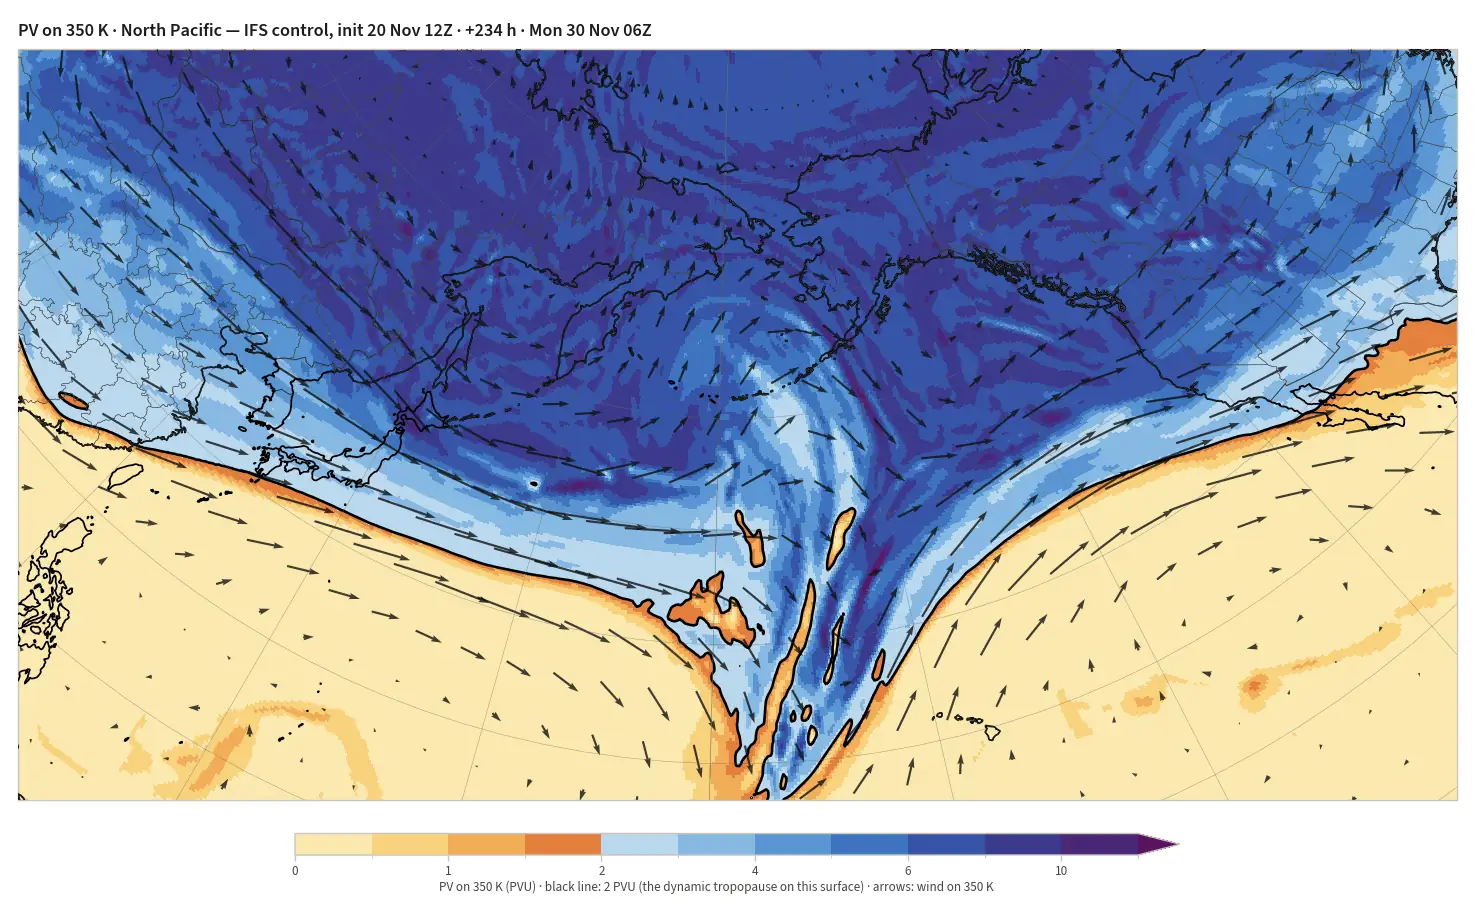 PV on 350 K · North Pacific — IFS control, init 20 Nov 12Z · +234 h · Mon 30 Nov 06Z
0 1 2 4 6 10
PV on 350 K (PVU) · black line: 2 PVU (the dynamic tropopause on this surface) · arrows: wind on 350 K